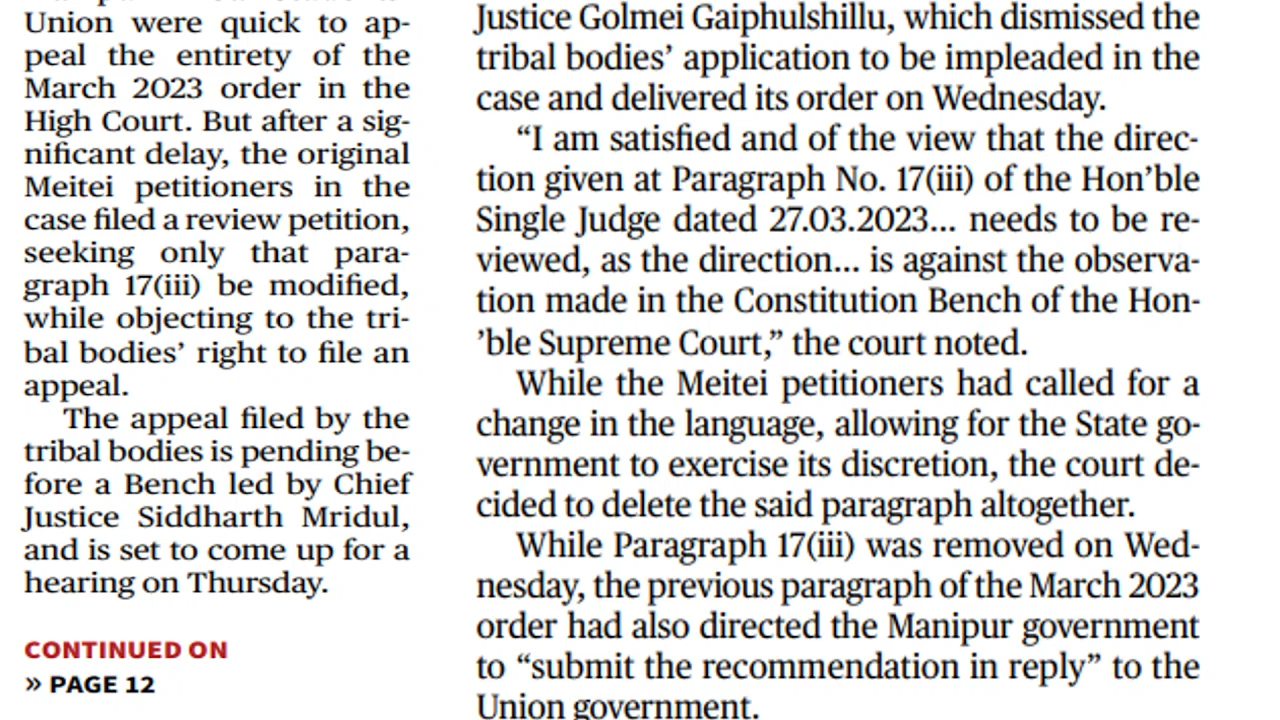 Union were quick to ap-
peal the entirety of the
March 2023 order in the
High Court. But after a sig-
nificant delay, the original
Meitei petitioners in the
case filed a review petition,
seeking only that para-
graph 17(iii) be modified,
while objecting to the tri-
bal bodies’ right to file an
appeal.
The appeal filed by the
tribal bodies is pending be-
fore a Bench led by Chief
Justice Siddharth Mridul,
and is set to come up for a
hearing on Thursday.
CONTINUED ON
» PAGE 12
Justice Golmei Gaiphulshillu, which dismissed the
tribal bodies’ application to be impleaded in the
case and delivered its order on Wednesday.
“I am satisfied and of the view that the direc-
tion given at Paragraph No. 17(iii) of the Hon’ble
Single Judge dated 27.03.2023... needs to be re-
viewed, as the direction... is against the observa-
tion made in the Constitution Bench of the Hon-
’ble Supreme Court,” the court noted.
While the Meitei petitioners had called for a
change in the language, allowing for the State go-
vernment to exercise its discretion, the court de-
cided to delete the said paragraph altogether.
While Paragraph 17(iii) was removed on Wed-
nesday, the previous paragraph of the March 2023
order had also directed the Manipur government
to “submit the recommendation in reply” to the
Union government.